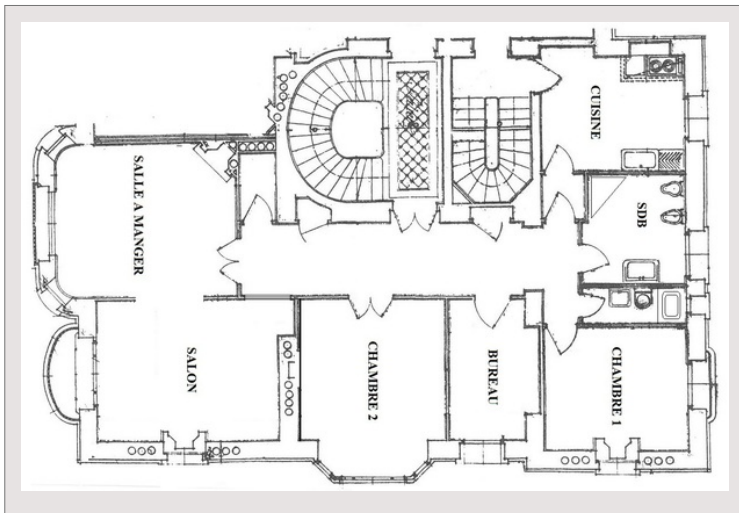 CUISINE
SALLE A MANGER
SDB
SALON
CHAMBRE 2
BUREAU
CHAMBRE 1